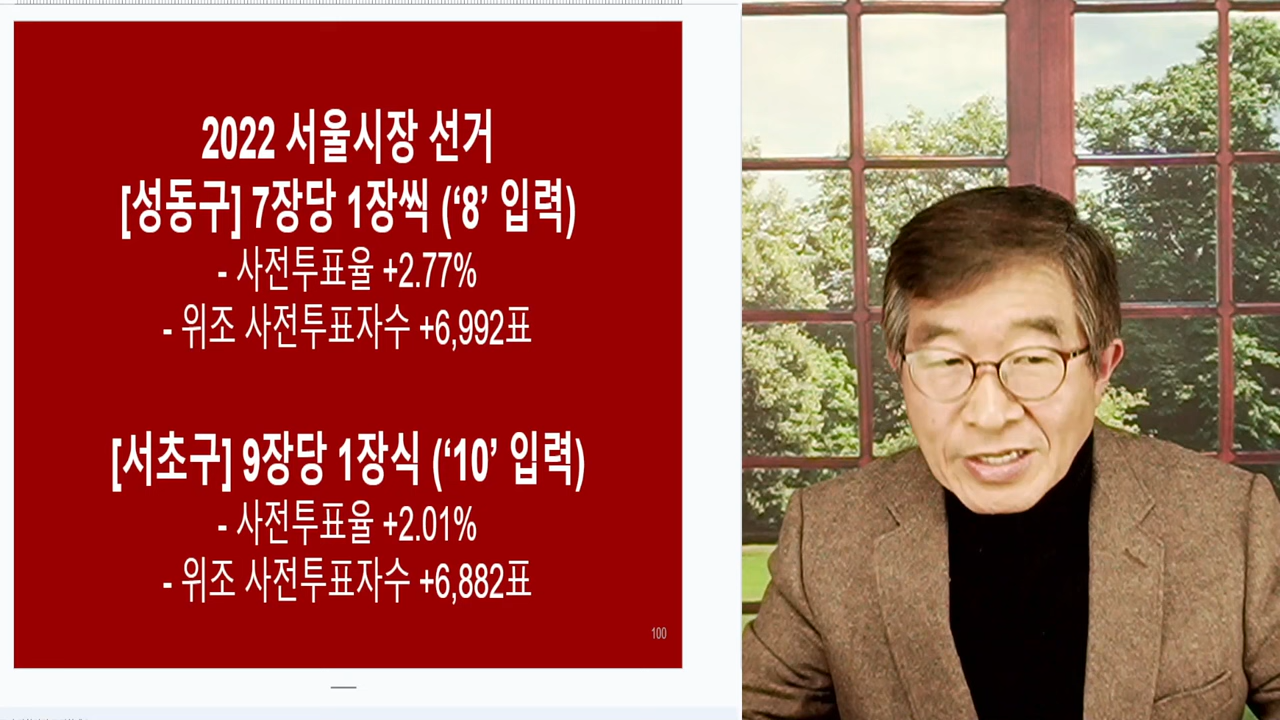 2022 서울시장 선거
[성동구] 7장당 1장씩 (‘8’ 입력)
- 사전투표율 +2.77%
- 위조 사전투표자수 +6,992표
[서초구] 9장당 1장식 (‘10’ 입력)
- 사전투표율 +2.01%
- 위조 사전투표자수 +6,882표
100